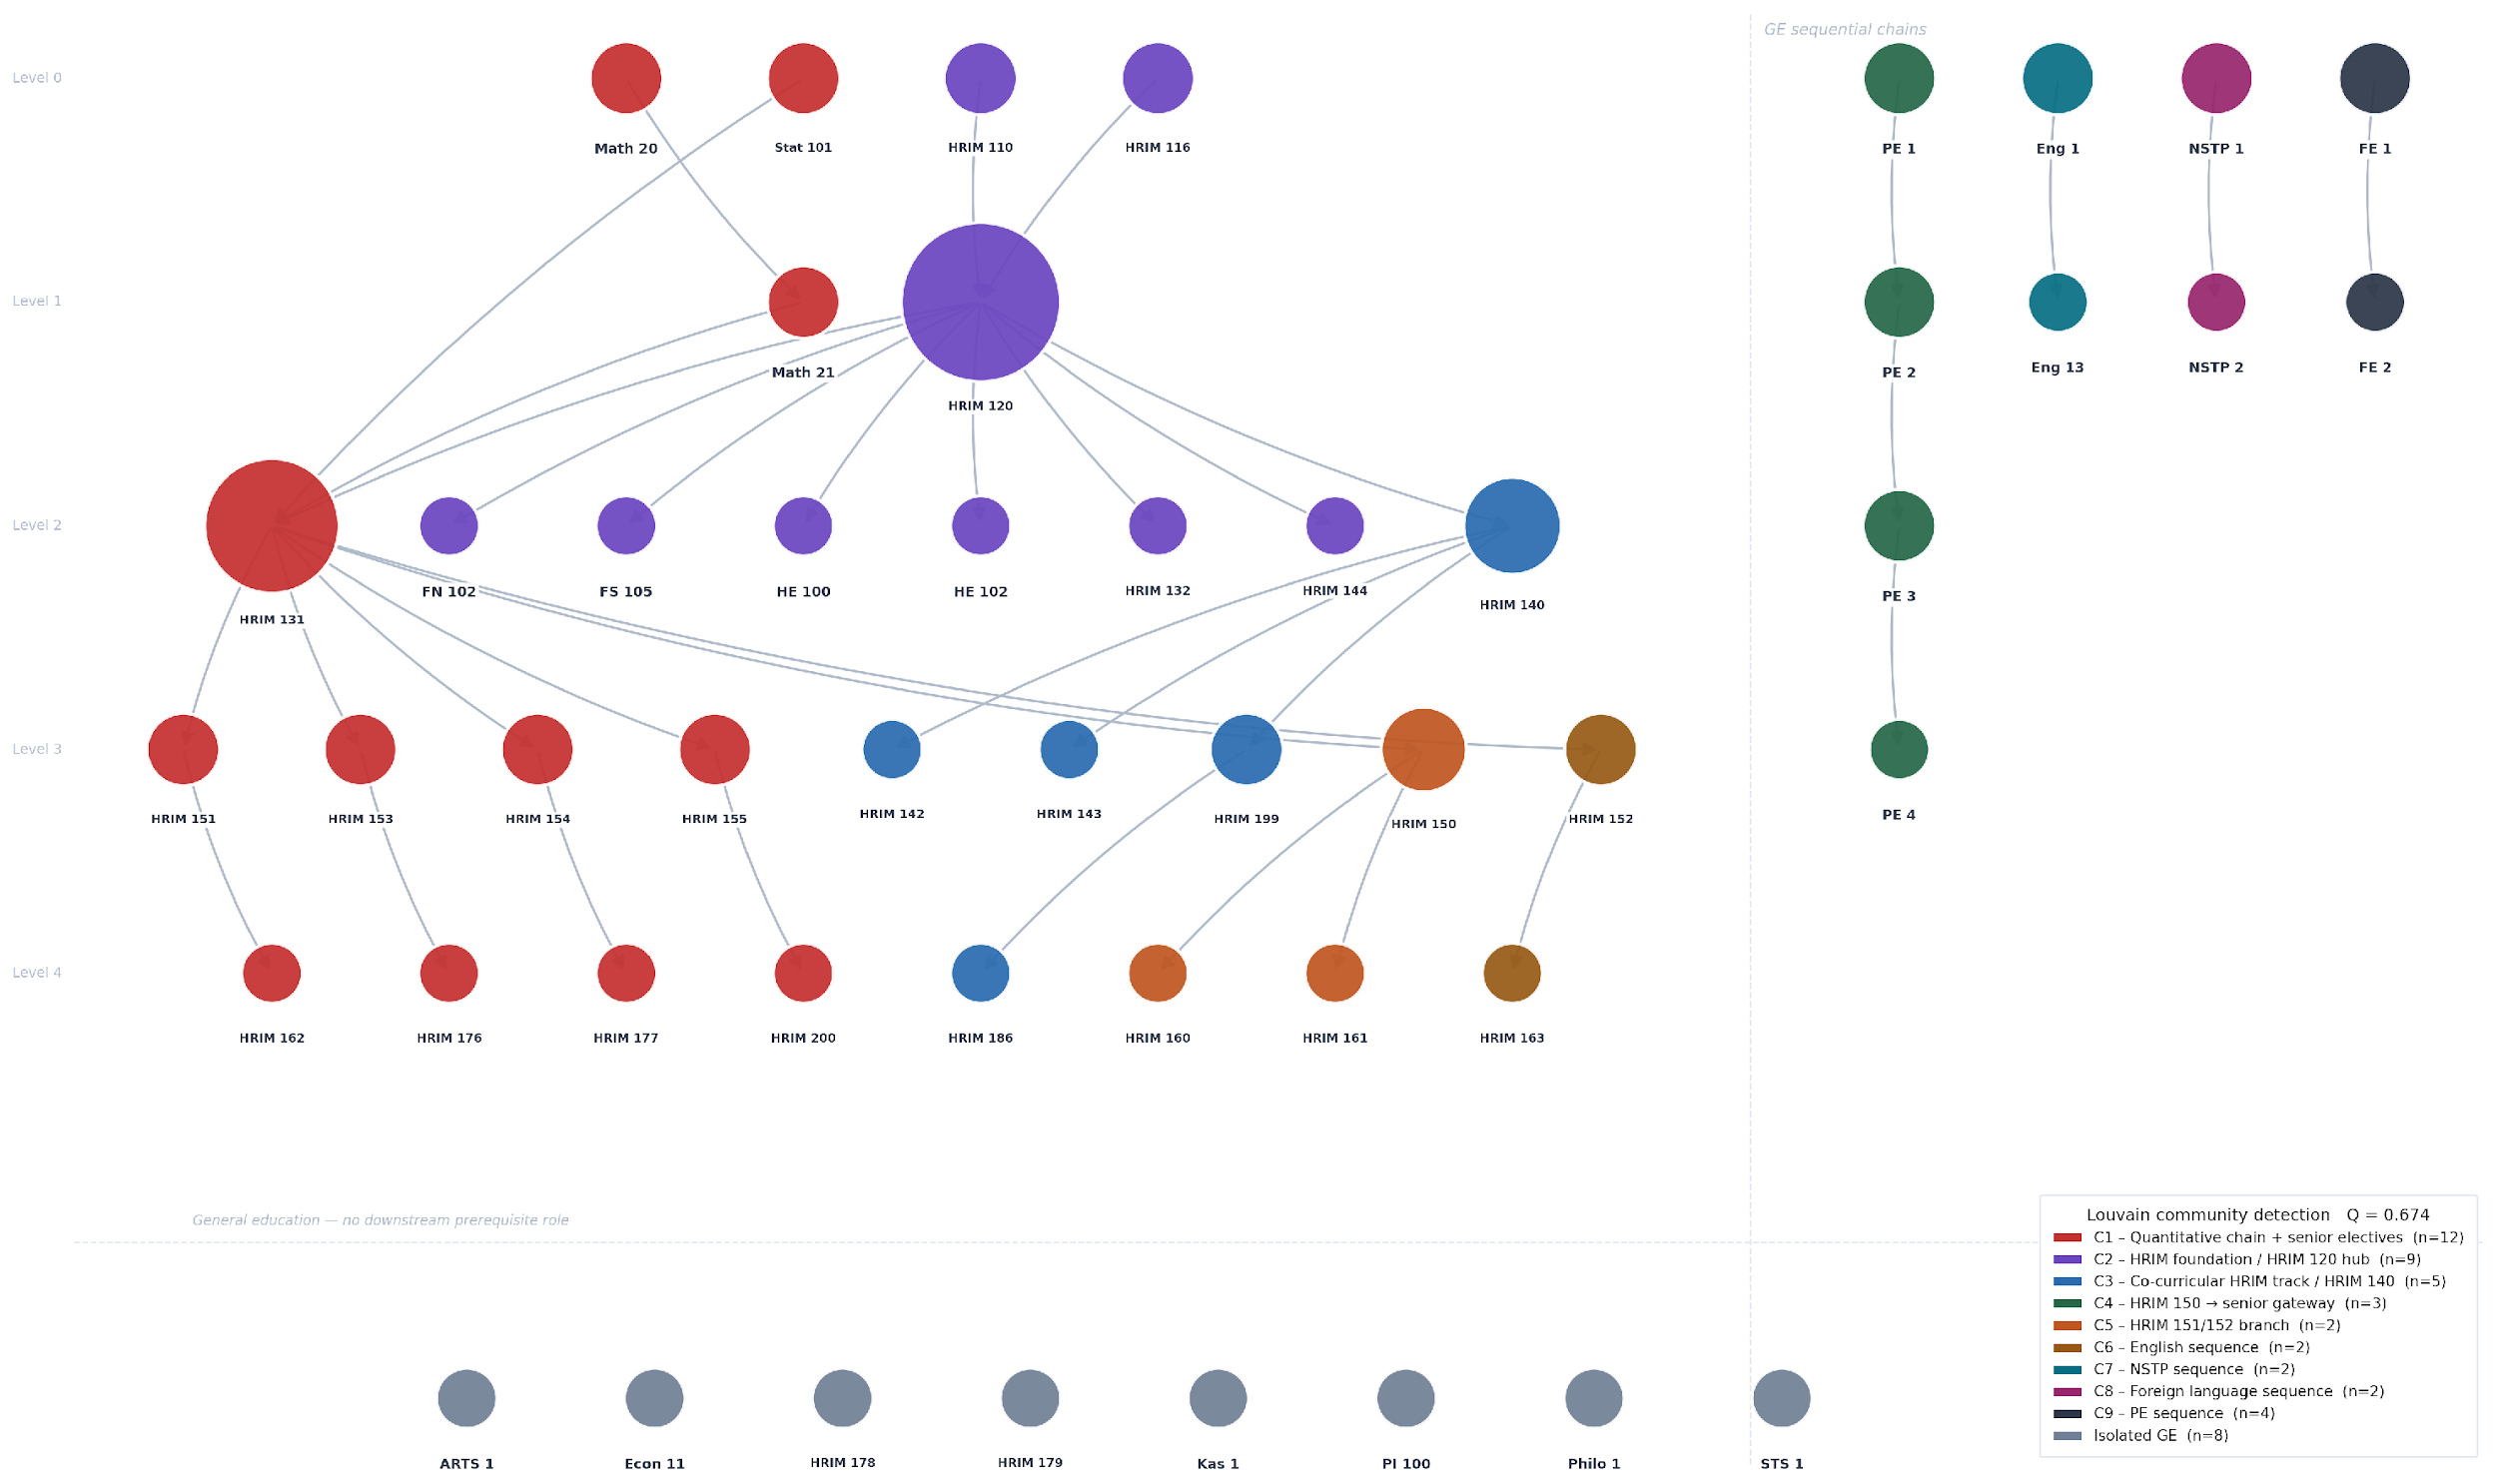 GE sequential chains
Level 0
Math 20
Stat 101
HRIM 110
HRIM 116
PE 1
Eng 1
NSTP 1
FE 1
Level 1
Math 21
HRIM 120
PE 2
Eng 13
NSTP 2
FE 2
Level 2
HRIM 131
FN 102
FS 105
HE 100
HE 102
HRIM 132
HRIM 144
HRIM 140
PE 3
Level 3
HRIM 151
HRIM 153
HRIM 154
HRIM 155
HRIM 142
HRIM 143
HRIM 199
HRIM 150
HRIM 152
PE 4
Level 4
HRIM 162
HRIM 176
HRIM 177
HRIM 200
HRIM 186
HRIM 160
HRIM 161
HRIM 163
General education — no downstream prerequisite role
Louvain community detection Q = 0.674
C1 – Quantitative chain + senior electives (n=12)
C2 – HRIM foundation / HRIM 120 hub (n=9)
C3 – Co-curricular HRIM track / HRIM 140 (n=5)
C4 – HRIM 150 → senior gateway (n=3)
C5 – HRIM 151/152 branch (n=2)
C6 – English sequence (n=2)
C7 – NSTP sequence (n=2)
C8 – Foreign language sequence (n=2)
C9 – PE sequence (n=4)
Isolated GE (n=8)
ARTS 1
Econ 11
HRIM 178
HRIM 179
Kas 1
PI 100
Philo 1
STS 1